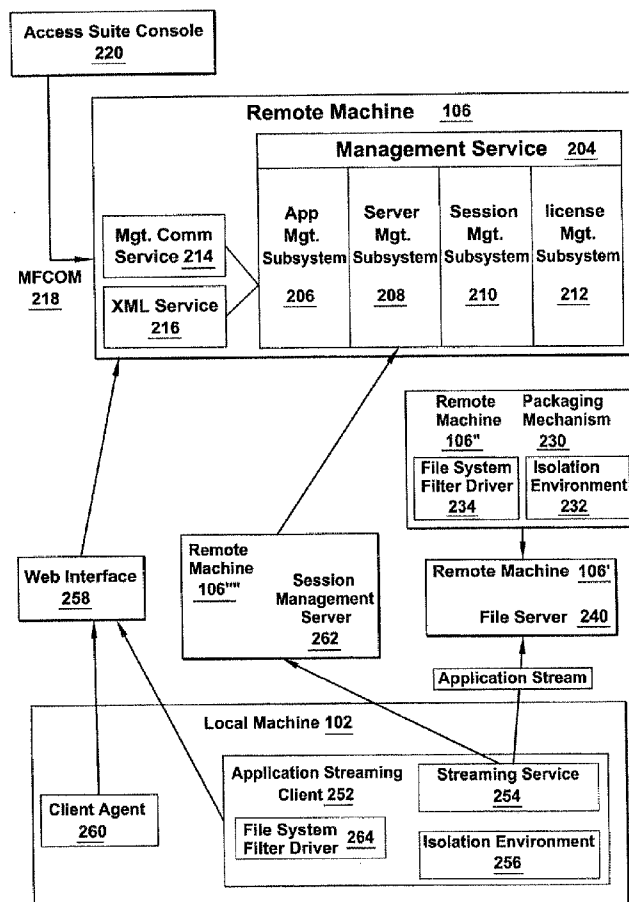 Access Suite Console
220
Remote Machine 106
Management Service 204
App
Mgt.
Subsystem
206
Server
Mgt.
Subsystem
208
Session
Mgt.
Subsystem
210
license
Mgt.
Subsystem
212
Mgt. Comm
Service 214
XML Service
216
MFCOM
218
Remote
Machine
106"
Packaging
Mechanism
230
File System
Filter Driver
234
Isolation
Environment
232
Remote Machine 106'
File Server 240
Application Stream
Web Interface
258
Remote
Machine
106""
Session
Management
Server
262
Local Machine 102
Client Agent
260
Application Streaming
Client 252
File System
Filter Driver 264
Streaming Service
254
Isolation Environment
256